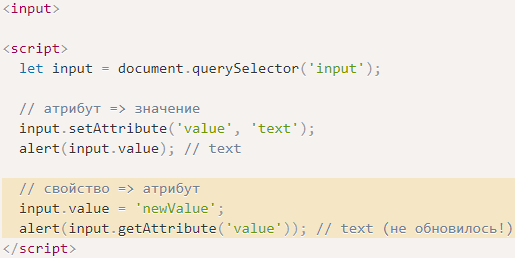 <input>
<script>
let input = document.querySelector('input');
// атрибут => значение
input.setAttribute('value', 'text');
alert(input.value); // text
// свойство => атрибут
input.value = 'newValue';
alert(input.getAttribute('value')); // text (не обновилось!)
</script>